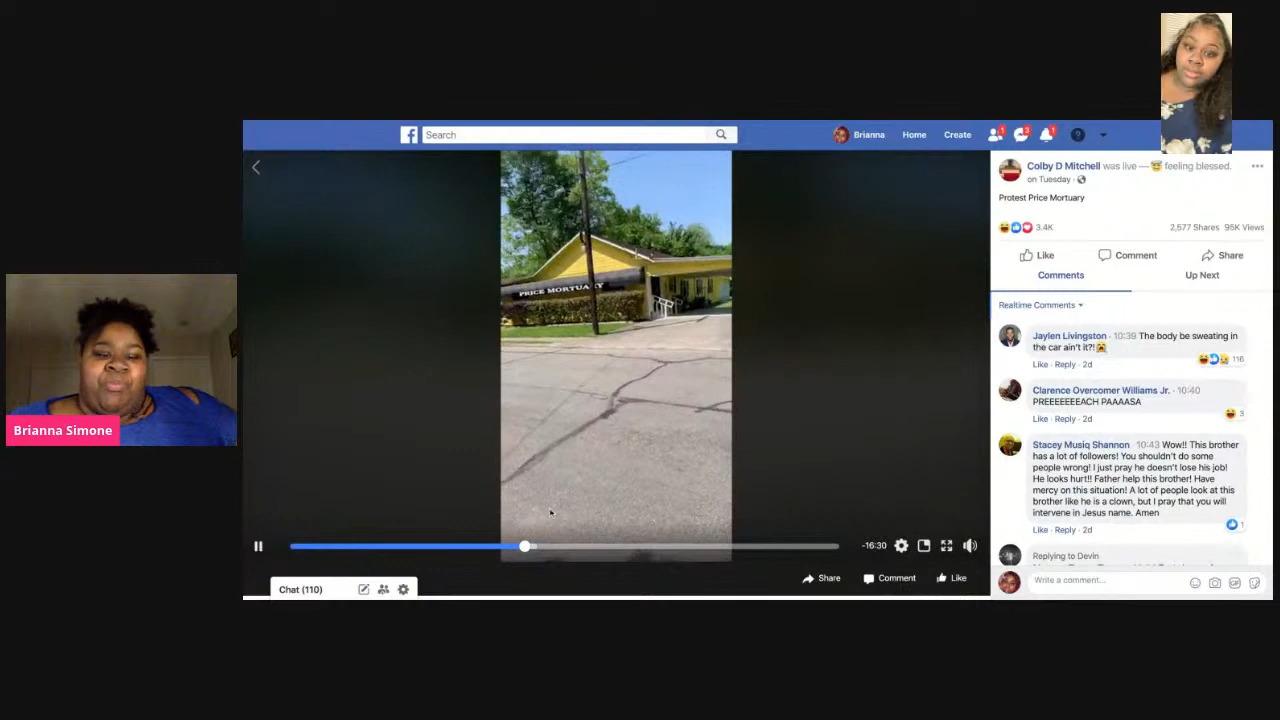 Search
Brianna
Home
Create
1
3
1
?
Colby D Mitchell was live — feeling blessed.
on Tuesday ·
Protest Price Mortuary
3.4K
2,577 Shares 95K Views
Like
Comment
Share
Comments
Up Next
Realtime Comments
Jaylen Livingston · 10:39 The body be sweating in
the car ain't it?!
116
Like · Reply · 2d
Clarence Overcomer Williams Jr. · 10:40
PREEEEEEEACH PAAAASA
3
Like · Reply · 2d
Stacey Musiq Shannon · 10:43 Wow!! This brother
has a lot of followers! You shouldn't do some
people wrong! I just pray he doesn't lose his job!
He looks hurt!! Father help this brother! Have
mercy on this situation! A lot of people look at this
brother like he is a clown, but I pray that you will
intervene in Jesus name. Amen
1
Like · Reply · 2d
Replying to Devin
Write a comment...
GIF
PRICE MORTUARY
Brianna Simone
-16:30
Share
Comment
Like
Chat (110)